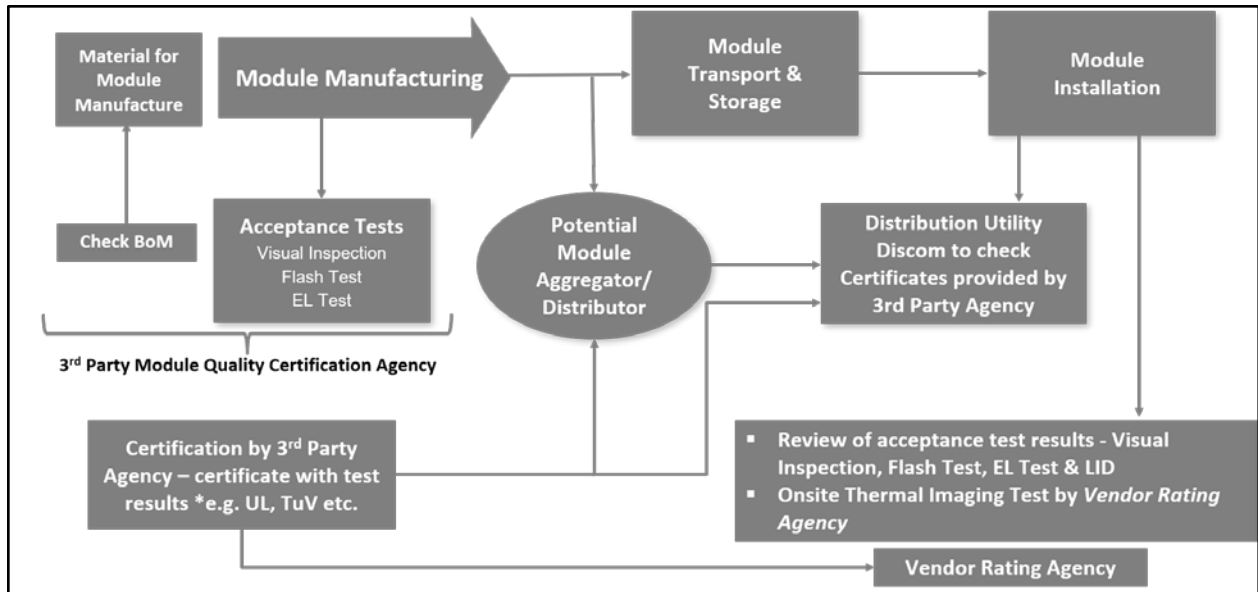 Material for
Module
Manufacture
Module Manufacturing
Module
Transport &
Storage
Module
Installation
Check BoM
Acceptance Tests
Visual Inspection
Flash Test
EL Test
Potential
Module
Aggregator/
Distributor
Distribution Utility
Discom to check
Certificates provided by
3rd Party Agency
3rd Party Module Quality Certification Agency
Certification by 3rd Party
Agency – certificate with test
results *e.g. UL, TuV etc.
▪ Review of acceptance test results - Visual
Inspection, Flash Test, EL Test & LID
▪ Onsite Thermal Imaging Test by Vendor Rating
Agency
Vendor Rating Agency